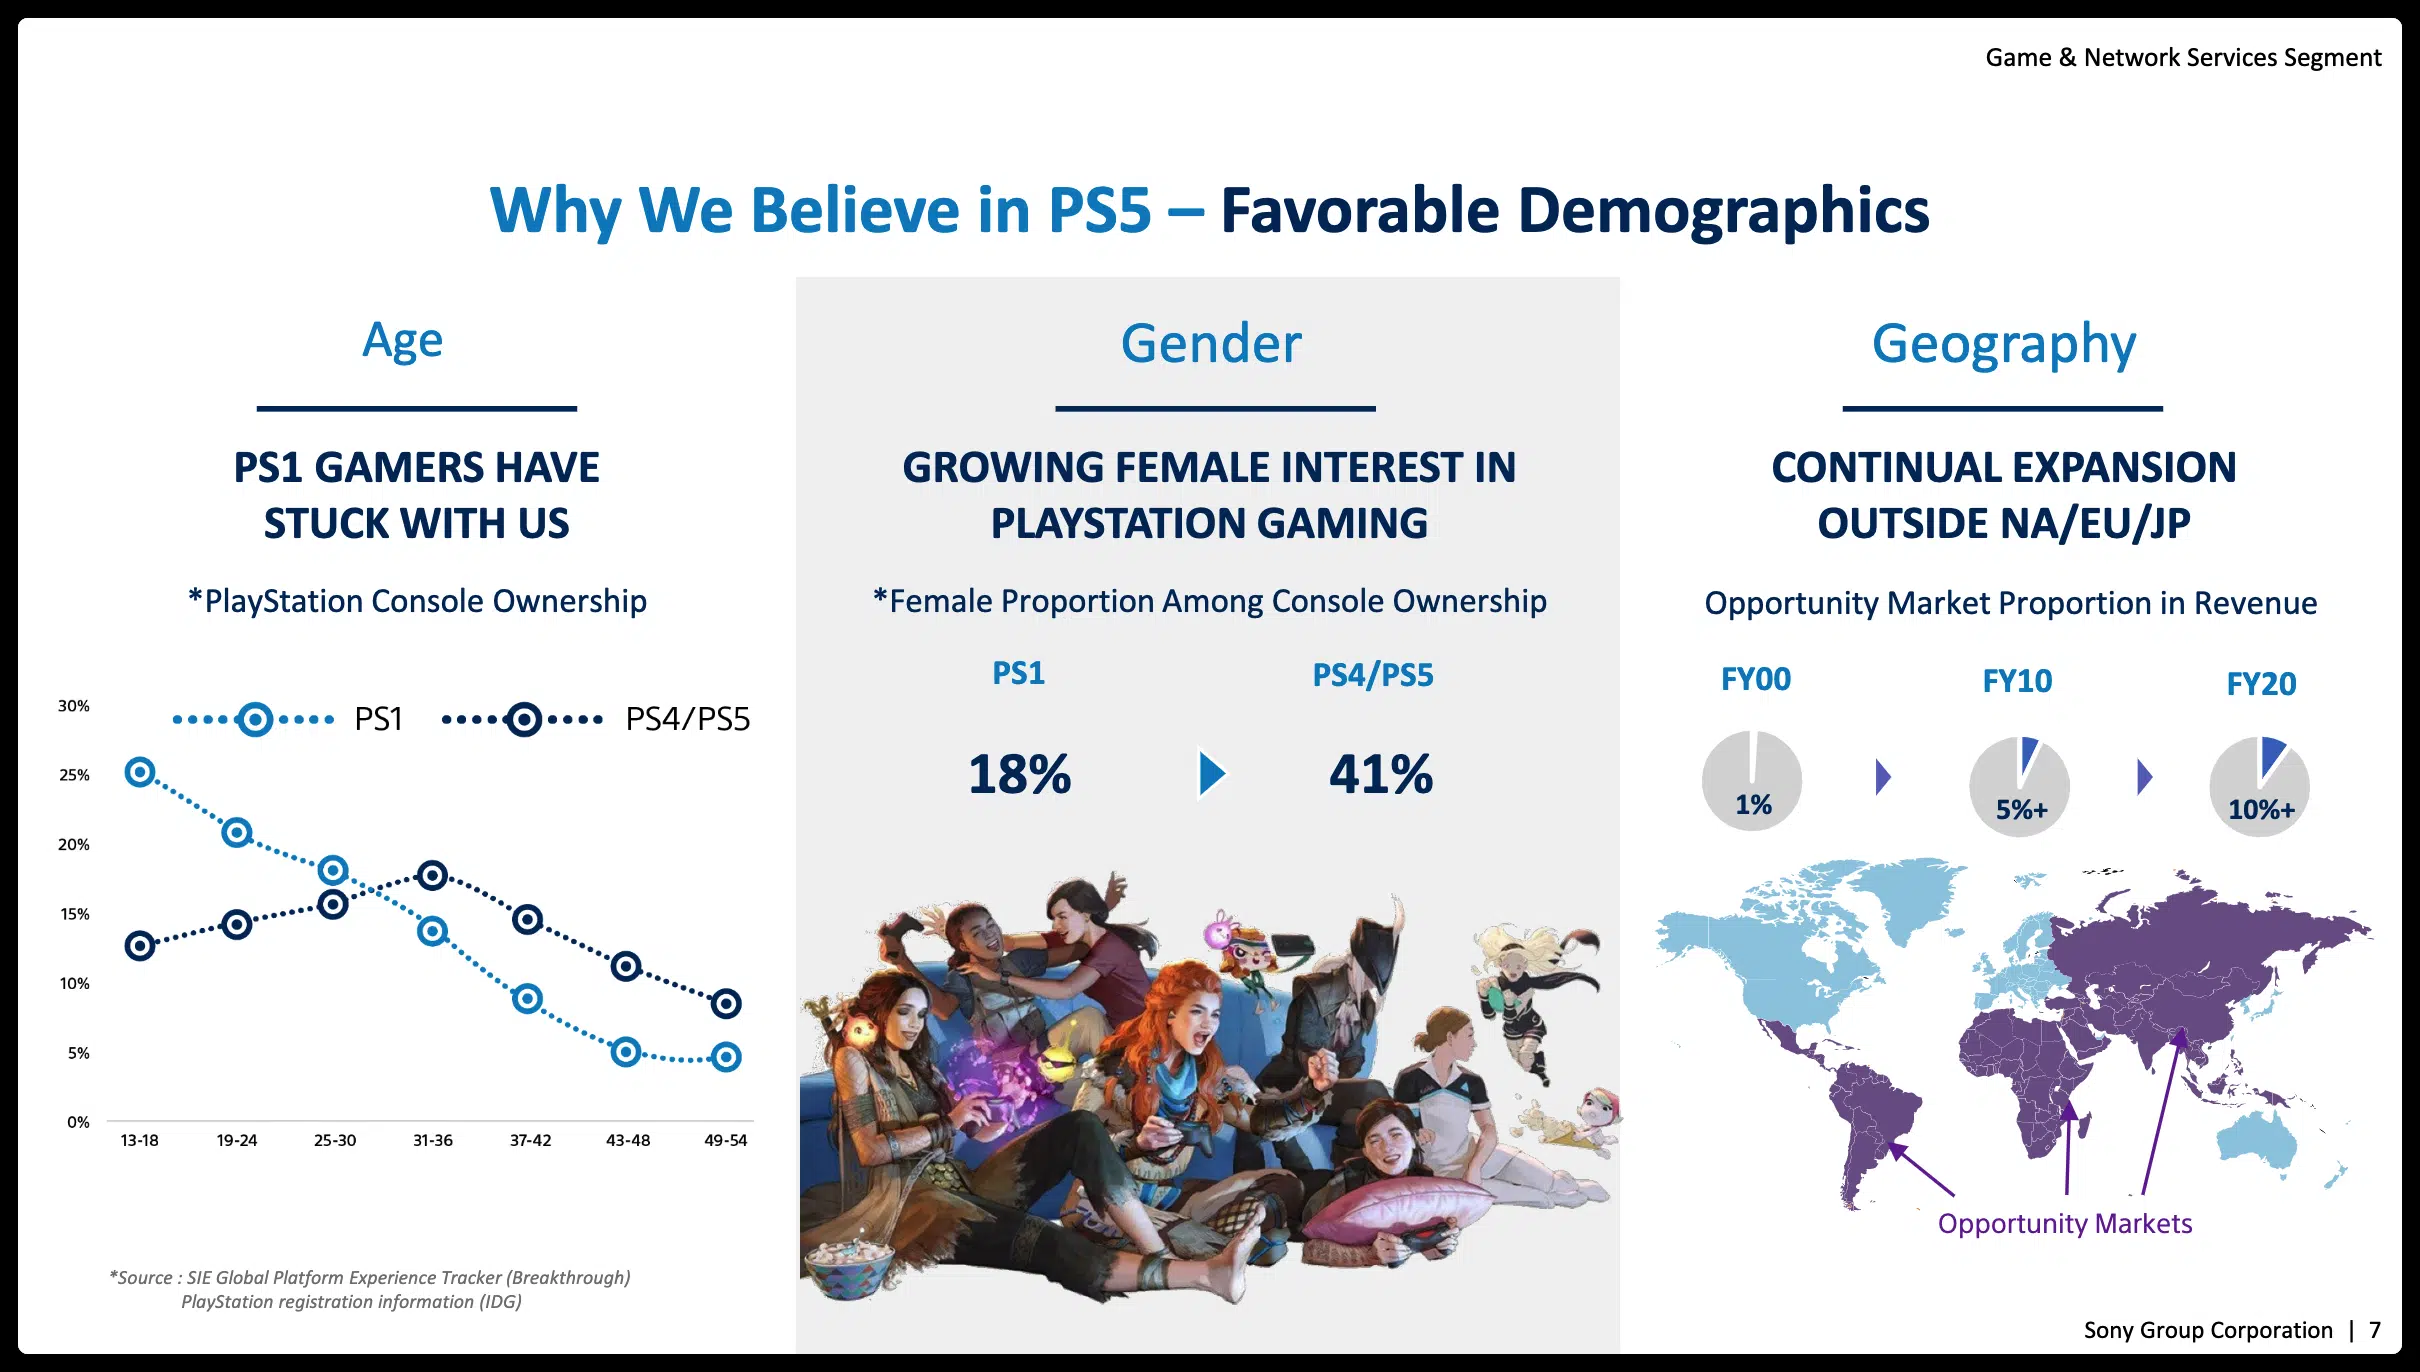 Game & Network Services Segment
Why We Believe in PS5 – Favorable Demographics
Age
PS1 GAMERS HAVE
STUCK WITH US
*PlayStation Console Ownership
30%
25%
20%
15%
10%
5%
0%
PS1
PS4/PS5
13-18
19-24
25-30
31-36
37-42
43-48
49-54
*Source : SIE Global Platform Experience Tracker (Breakthrough)
PlayStation registration information (IDG)
Gender
GROWING FEMALE INTEREST IN
PLAYSTATION GAMING
*Female Proportion Among Console Ownership
PS1
PS4/PS5
18%
41%
Geography
CONTINUAL EXPANSION
OUTSIDE NA/EU/JP
Opportunity Market Proportion in Revenue
FY00
FY10
FY20
1%
5%+
10%+
Opportunity Markets
Sony Group Corporation | 7